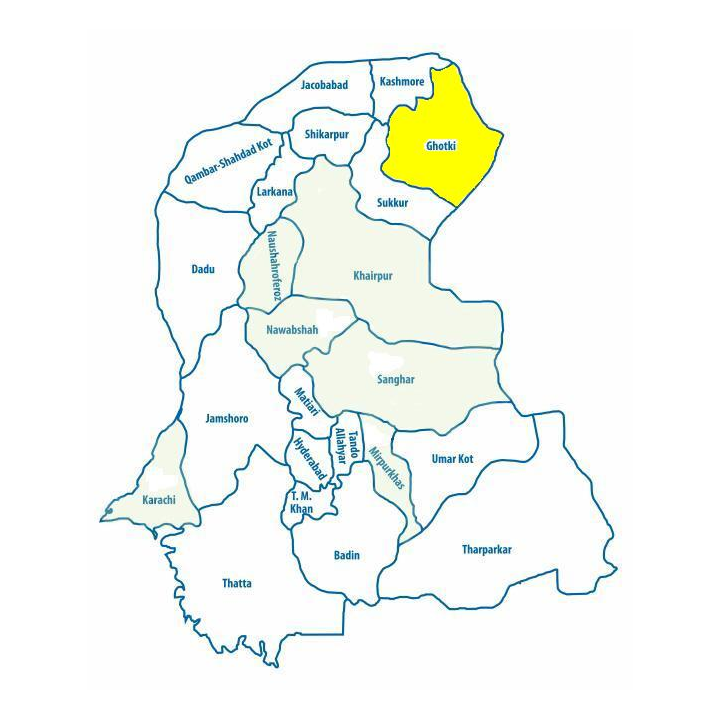 Jacobabad
Kashmore
Shikarpur
Ghotki
Qambar-Shahdad Kot
Larkana
Sukkur
Naushahroferoz
Dadu
Khairpur
Nawabshah
Sanghar
Matiari
Jamshoro
Tando
Allahyar
Hyderabad
Mirpurkhas
Umar Kot
Karachi
T. M.
Khan
Badin
Tharparkar
Thatta